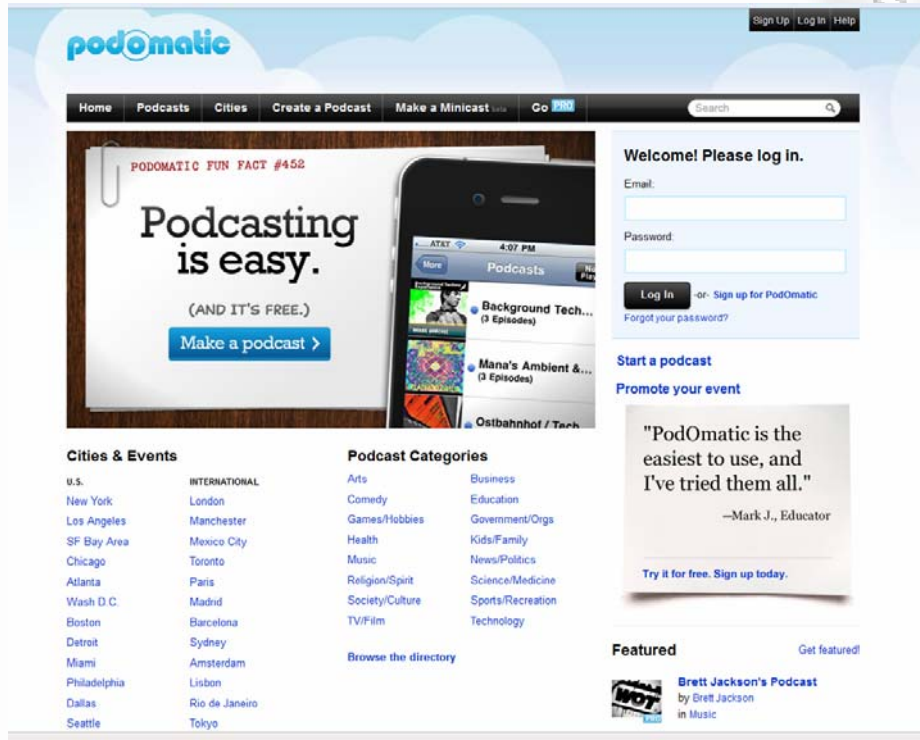 Sign Up Log In Help
podomatic
Home Podcasts Cities Create a Podcast Make a Minicast beta Go PRO Search
PODOMATIC FUN FACT #452
Podcasting
is easy.
(AND IT'S FREE.)
Make a podcast >
AT&T 4:07 PM
More Podcasts
Background Tech...
(3 Episodes)
Mana's Ambient &...
(3 Episodes)
Ostbahnhof / Tech
Welcome! Please log in.
Email:
Password:
Log In -or- Sign up for PodOmatic
Forgot your password?
Start a podcast
Promote your event
"PodOmatic is the
easiest to use, and
I've tried them all."
—Mark J., Educator
Try it for free. Sign up today.
Cities & Events
U.S. INTERNATIONAL
New York London
Los Angeles Manchester
SF Bay Area Mexico City
Chicago Toronto
Atlanta Paris
Wash D.C. Madrid
Boston Barcelona
Detroit Sydney
Miami Amsterdam
Philadelphia Lisbon
Dallas Rio de Janeiro
Seattle Tokyo
Podcast Categories
Arts Business
Comedy Education
Games/Hobbies Government/Orgs
Health Kids/Family
Music News/Politics
Religion/Spirit Science/Medicine
Society/Culture Sports/Recreation
TV/Film Technology
Browse the directory
Featured Get featured!
WOT
PRO
Brett Jackson's Podcast
by Brett Jackson
in Music